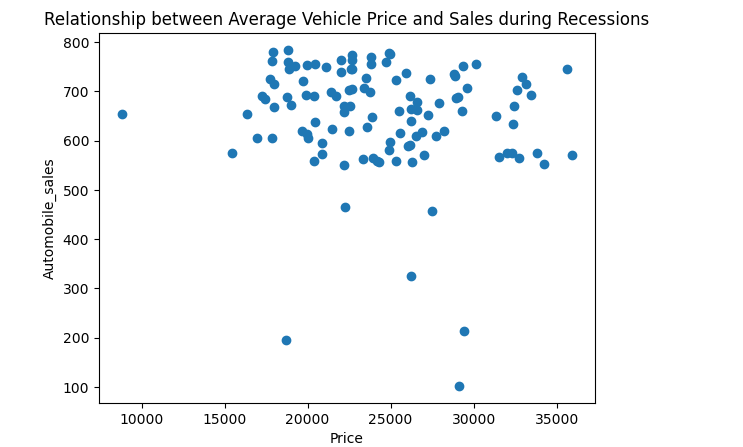 Relationship between Average Vehicle Price and Sales during Recessions
800
700
600
500
400
300
200
100
Automobile_sales
10000 15000 20000 25000 30000 35000
Price